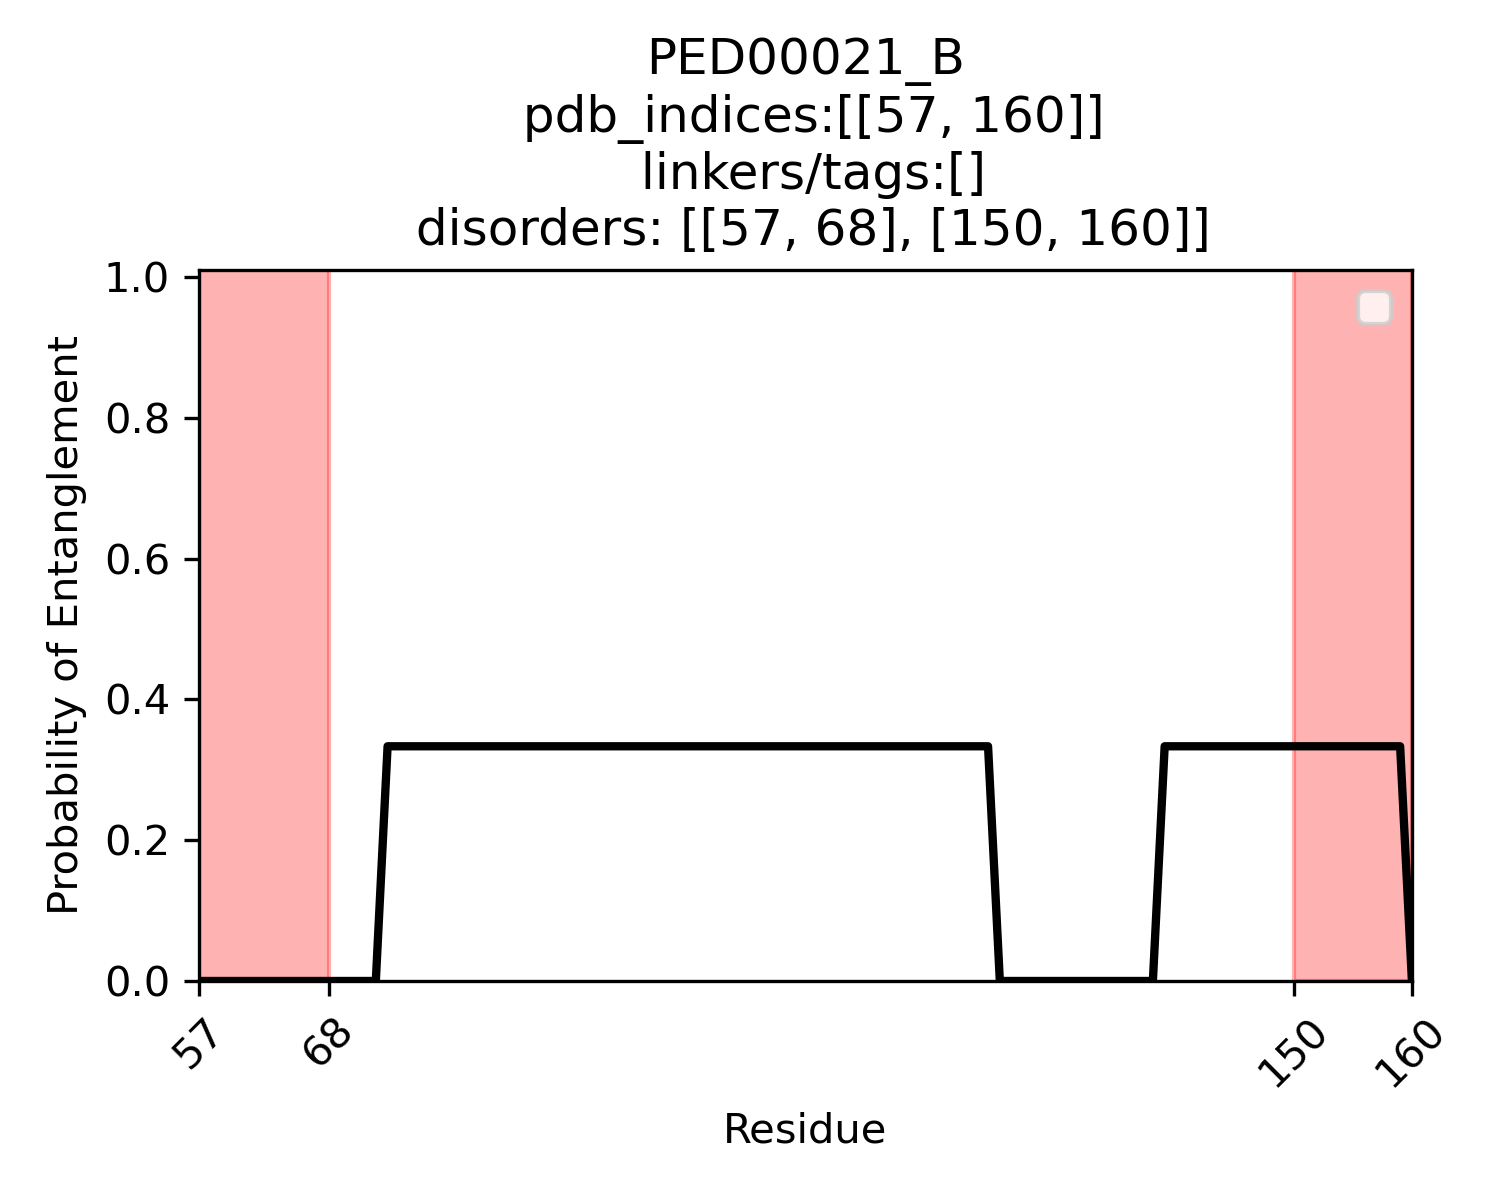 PED00021_B
pdb_indices:[[57, 160]]
linkers/tags:[]
disorders: [[57, 68], [150, 160]]
1.0
0.8
0.6
0.4
0.2
0.0
Probability of Entanglement
57
68
150
160
Residue